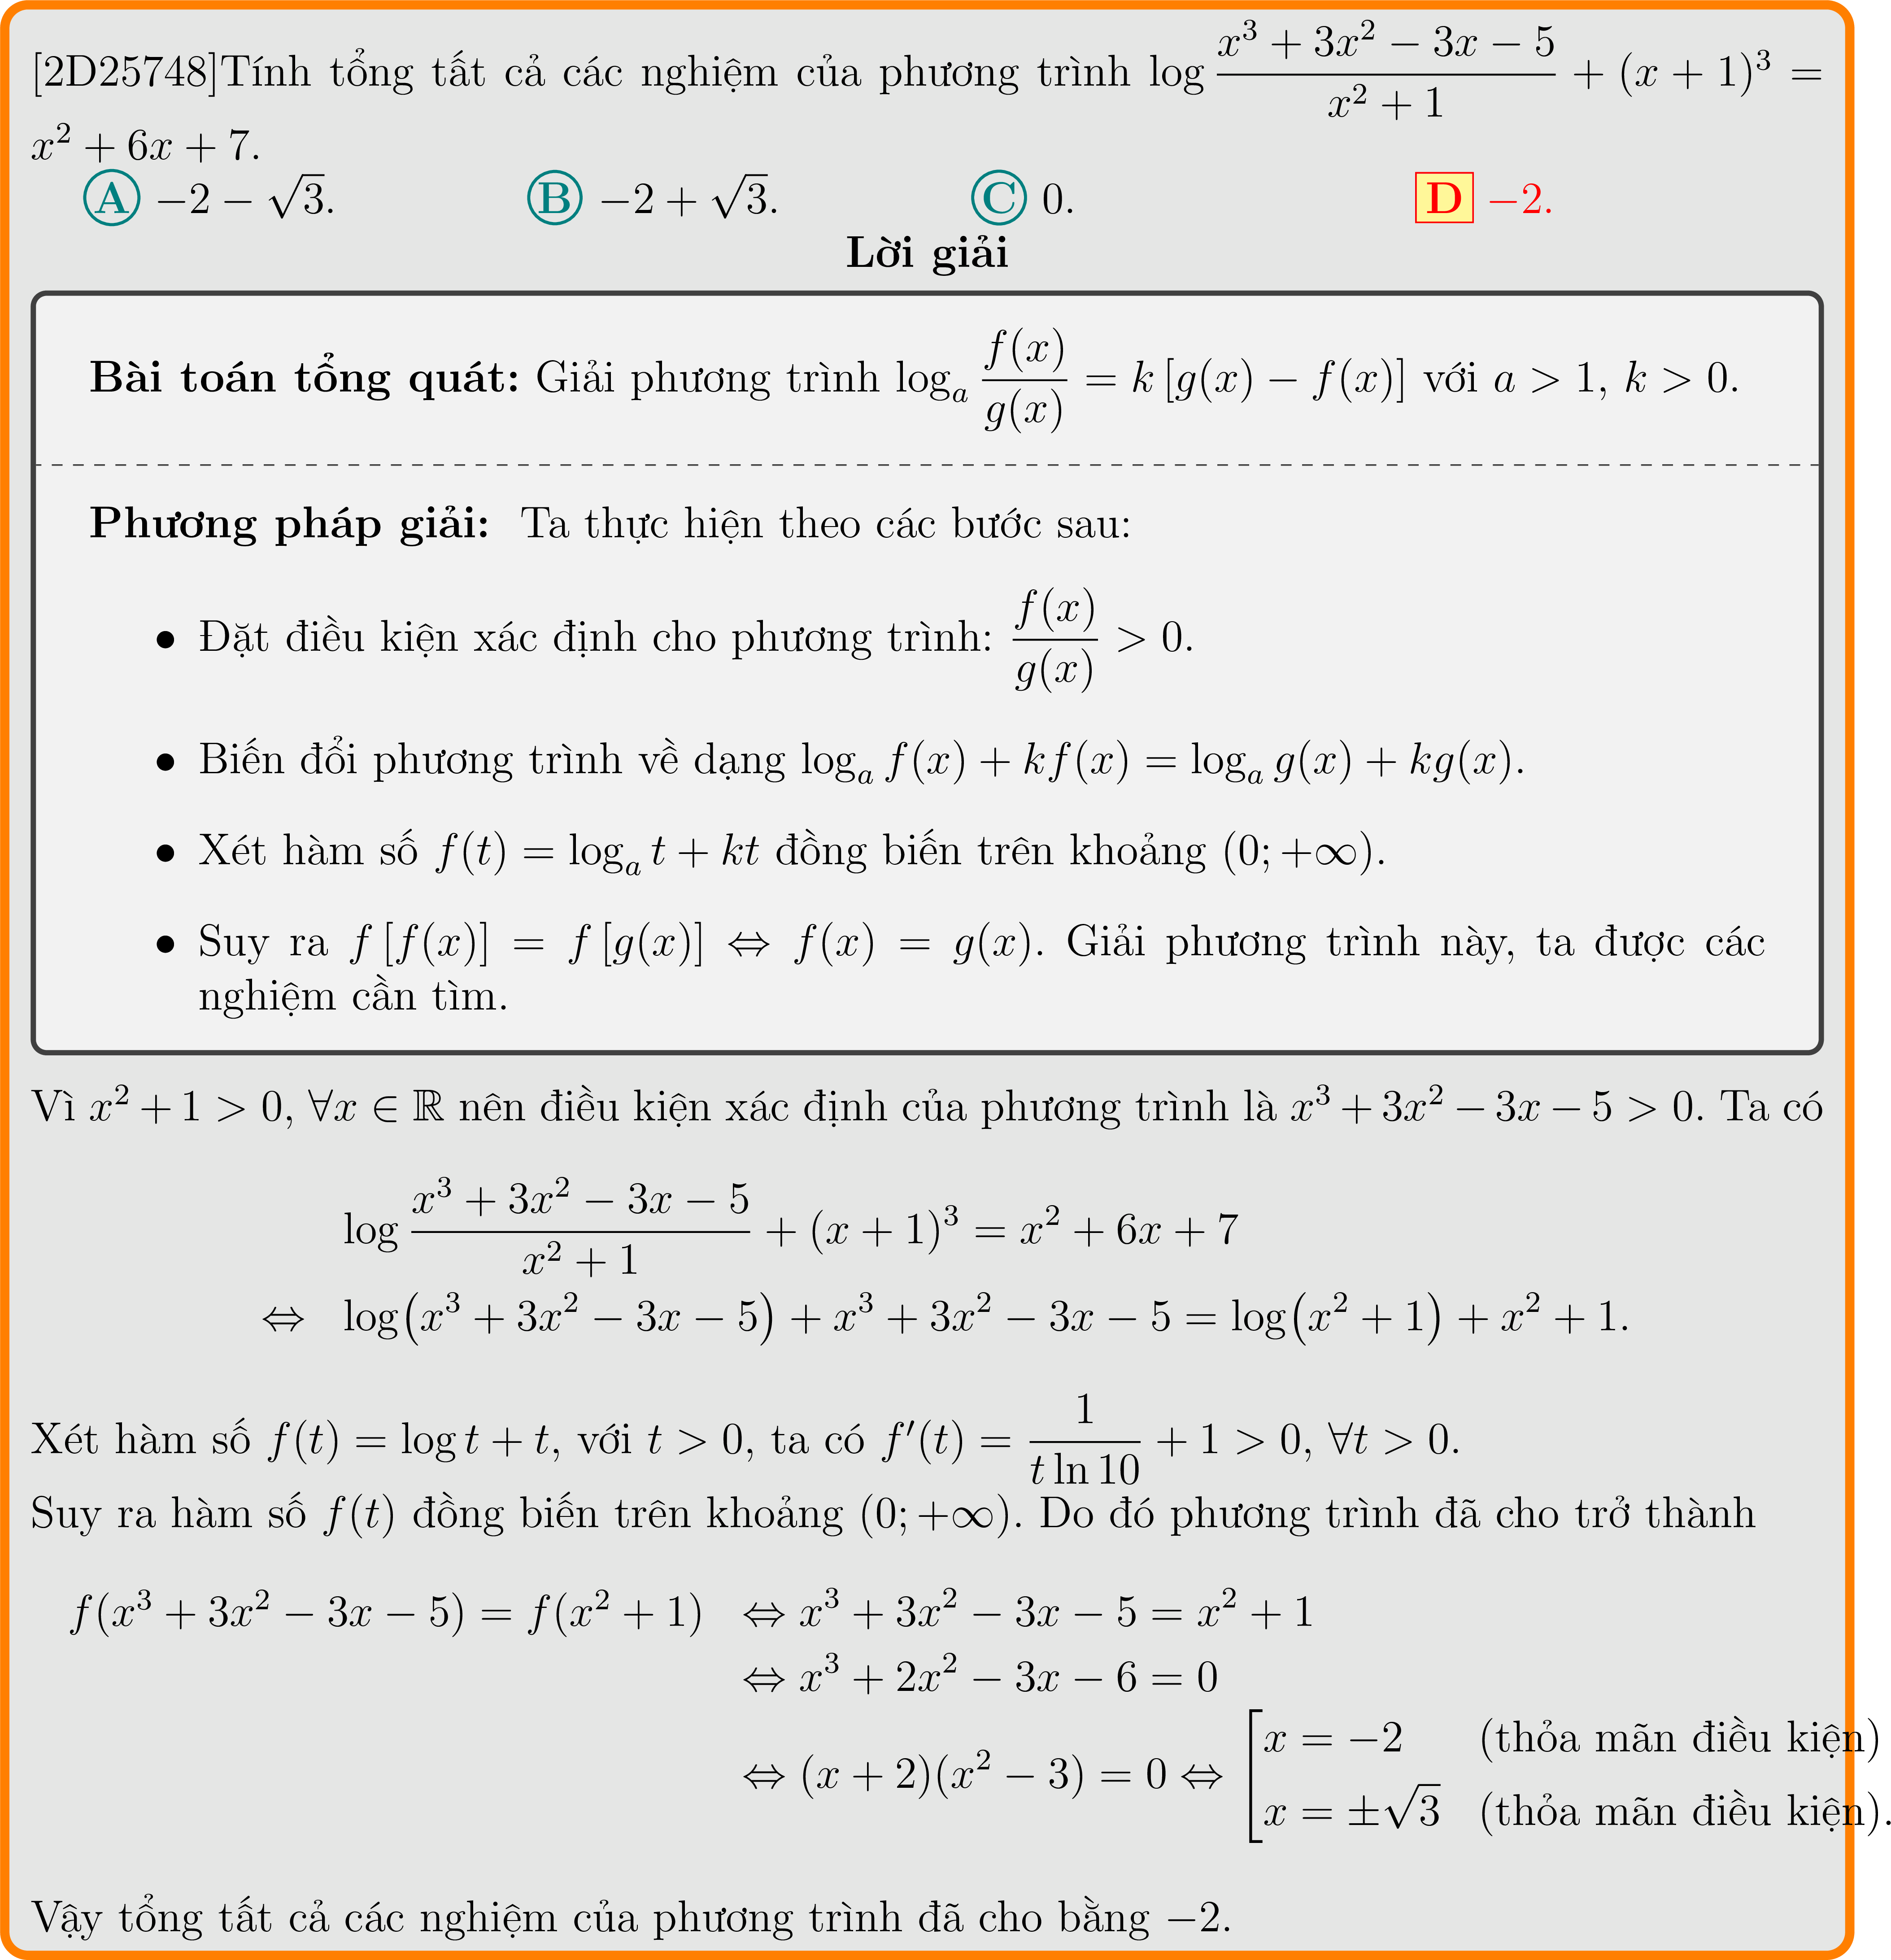 [2D25748]Tính tổng tất cả các nghiệm của phương trình $\log \dfrac{x^3+3x^2-3x-5}{x^2+1}+(x+1)^3=$
$x^2+6x+7.$
A $-2-\sqrt{3}.$ B $-2+\sqrt{3}.$ C $0.$ D $-2.$
Lời giải
Bài toán tổng quát: Giải phương trình $\log_a \dfrac{f(x)}{g(x)}=k\,[g(x)-f(x)]$ với $a>1$, $k>0$.
Phương pháp giải: Ta thực hiện theo các bước sau:
• Đặt điều kiện xác định cho phương trình: $\dfrac{f(x)}{g(x)}>0.$
• Biến đổi phương trình về dạng $\log_a f(x)+kf(x)=\log_a g(x)+kg(x).$
• Xét hàm số $f(t)=\log_a t+kt$ đồng biến trên khoảng $(0;+\infty).$
• Suy ra $f\,[f(x)]=f\,[g(x)]\Leftrightarrow f(x)=g(x).$ Giải phương trình này, ta được các
nghiệm cần tìm.
Vì $x^2+1>0,\,\forall x\in\mathbb{R}$ nên điều kiện xác định của phương trình là $x^3+3x^2-3x-5>0.$ Ta có
$\log \dfrac{x^3+3x^2-3x-5}{x^2+1}+(x+1)^3=x^2+6x+7$
$\Leftrightarrow \log\left(x^3+3x^2-3x-5\right)+x^3+3x^2-3x-5=\log\left(x^2+1\right)+x^2+1.$
Xét hàm số $f(t)=\log t+t$, với $t>0$, ta có $f'(t)=\dfrac{1}{t\ln 10}+1>0,\,\forall t>0.$
Suy ra hàm số $f(t)$ đồng biến trên khoảng $(0;+\infty).$ Do đó phương trình đã cho trở thành
$f(x^3+3x^2-3x-5)=f(x^2+1)\Leftrightarrow x^3+3x^2-3x-5=x^2+1$
$\Leftrightarrow x^3+2x^2-3x-6=0$
$\Leftrightarrow (x+2)(x^2-3)=0\Leftrightarrow \left[\begin{array}{l} x=-2 \quad \text{(thỏa mãn điều kiện)} \\ x=\pm\sqrt{3} \quad \text{(thỏa mãn điều kiện).} \end{array}\right.$
Vậy tổng tất cả các nghiệm của phương trình đã cho bằng $-2.$